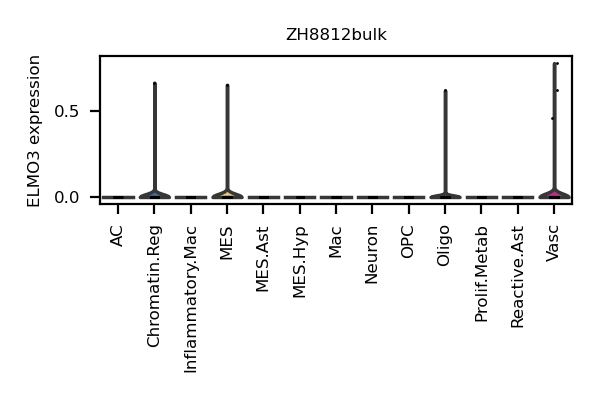 ZH8812bulk
ELMO3 expression
0.5
0.0
AC
Chromatin.Reg
Inflammatory.Mac
MES
MES.Ast
MES.Hyp
Mac
Neuron
OPC
Oligo
Prolif.Metab
Reactive.Ast
Vasc